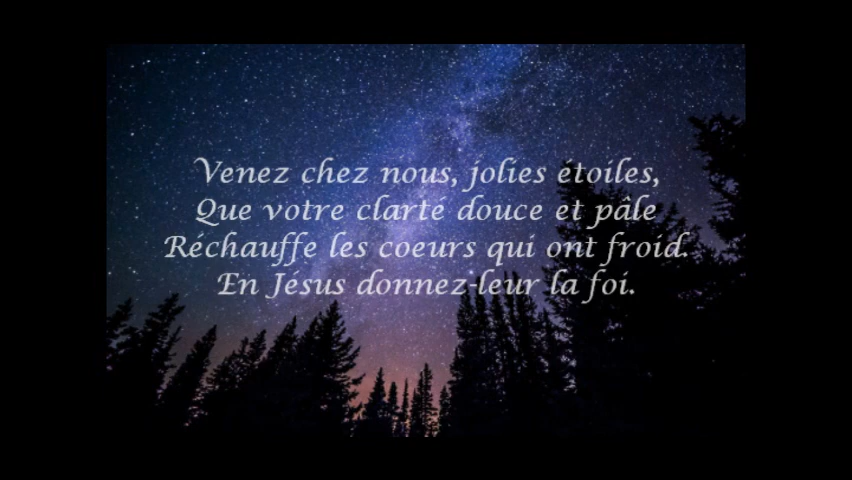 Venez chez nous, jolies etoiles,
Que votre clarté douce et pâle
Réchauffe les coeurs qui ont froid.
En Jésus donnez-leur la foi.